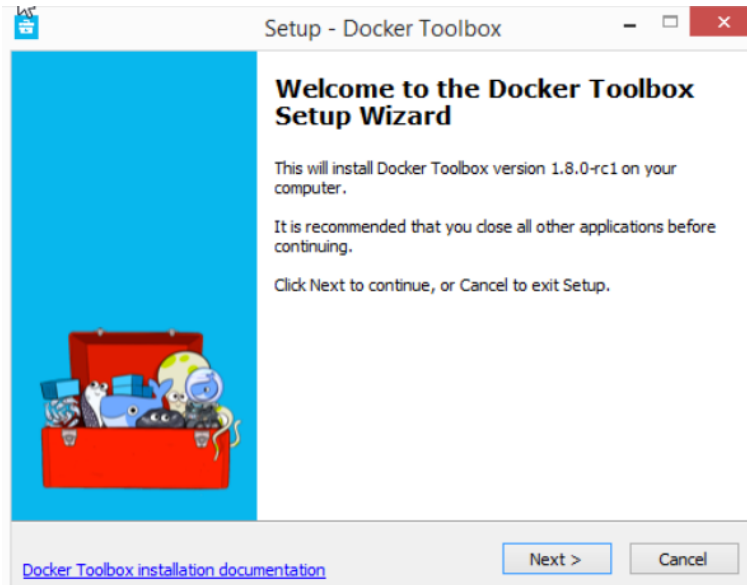 Setup - Docker Toolbox
Welcome to the Docker Toolbox
Setup Wizard
This will install Docker Toolbox version 1.8.0-rc1 on your
computer.
It is recommended that you close all other applications before
continuing.
Click Next to continue, or Cancel to exit Setup.
Docker Toolbox installation documentation
Next >
Cancel